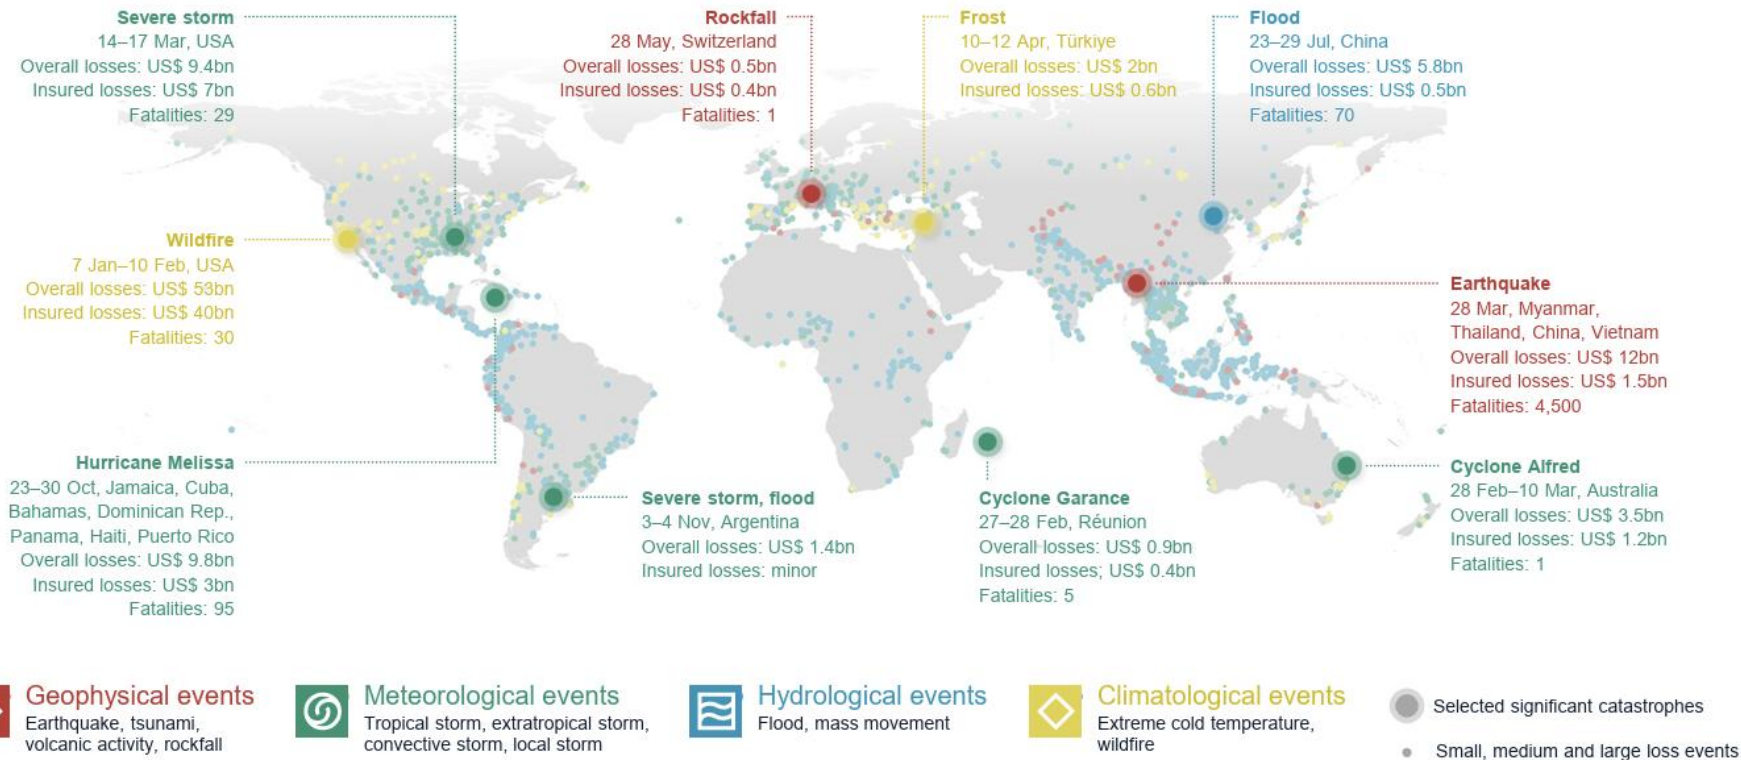 Severe storm
14–17 Mar, USA
Overall losses: US$ 9.4bn
Insured losses: US$ 7bn
Fatalities: 29
Rockfall
28 May, Switzerland
Overall losses: US$ 0.5bn
Insured losses: US$ 0.4bn
Fatalities: 1
Frost
10–12 Apr, Türkiye
Overall losses: US$ 2bn
Insured losses: US$ 0.6bn
Flood
23–29 Jul, China
Overall losses: US$ 5.8bn
Insured losses: US$ 0.5bn
Fatalities: 70
Wildfire
7 Jan–10 Feb, USA
Overall losses: US$ 53bn
Insured losses: US$ 40bn
Fatalities: 30
Earthquake
28 Mar, Myanmar,
Thailand, China, Vietnam
Overall losses: US$ 12bn
Insured losses: US$ 1.5bn
Fatalities: 4,500
Hurricane Melissa
23–30 Oct, Jamaica, Cuba,
Bahamas, Dominican Rep.,
Panama, Haiti, Puerto Rico
Overall losses: US$ 9.8bn
Insured losses: US$ 3bn
Fatalities: 95
Severe storm, flood
3–4 Nov, Argentina
Overall losses: US$ 1.4bn
Insured losses: minor
Cyclone Garance
27–28 Feb, Réunion
Overall losses: US$ 0.9bn
Insured losses; US$ 0.4bn
Fatalities: 5
Cyclone Alfred
28 Feb–10 Mar, Australia
Overall losses: US$ 3.5bn
Insured losses: US$ 1.2bn
Fatalities: 1
Geophysical events
Earthquake, tsunami,
volcanic activity, rockfall
Meteorological events
Tropical storm, extratropical storm,
convective storm, local storm
Hydrological events
Flood, mass movement
Climatological events
Extreme cold temperature,
wildfire
Selected significant catastrophes
Small, medium and large loss events